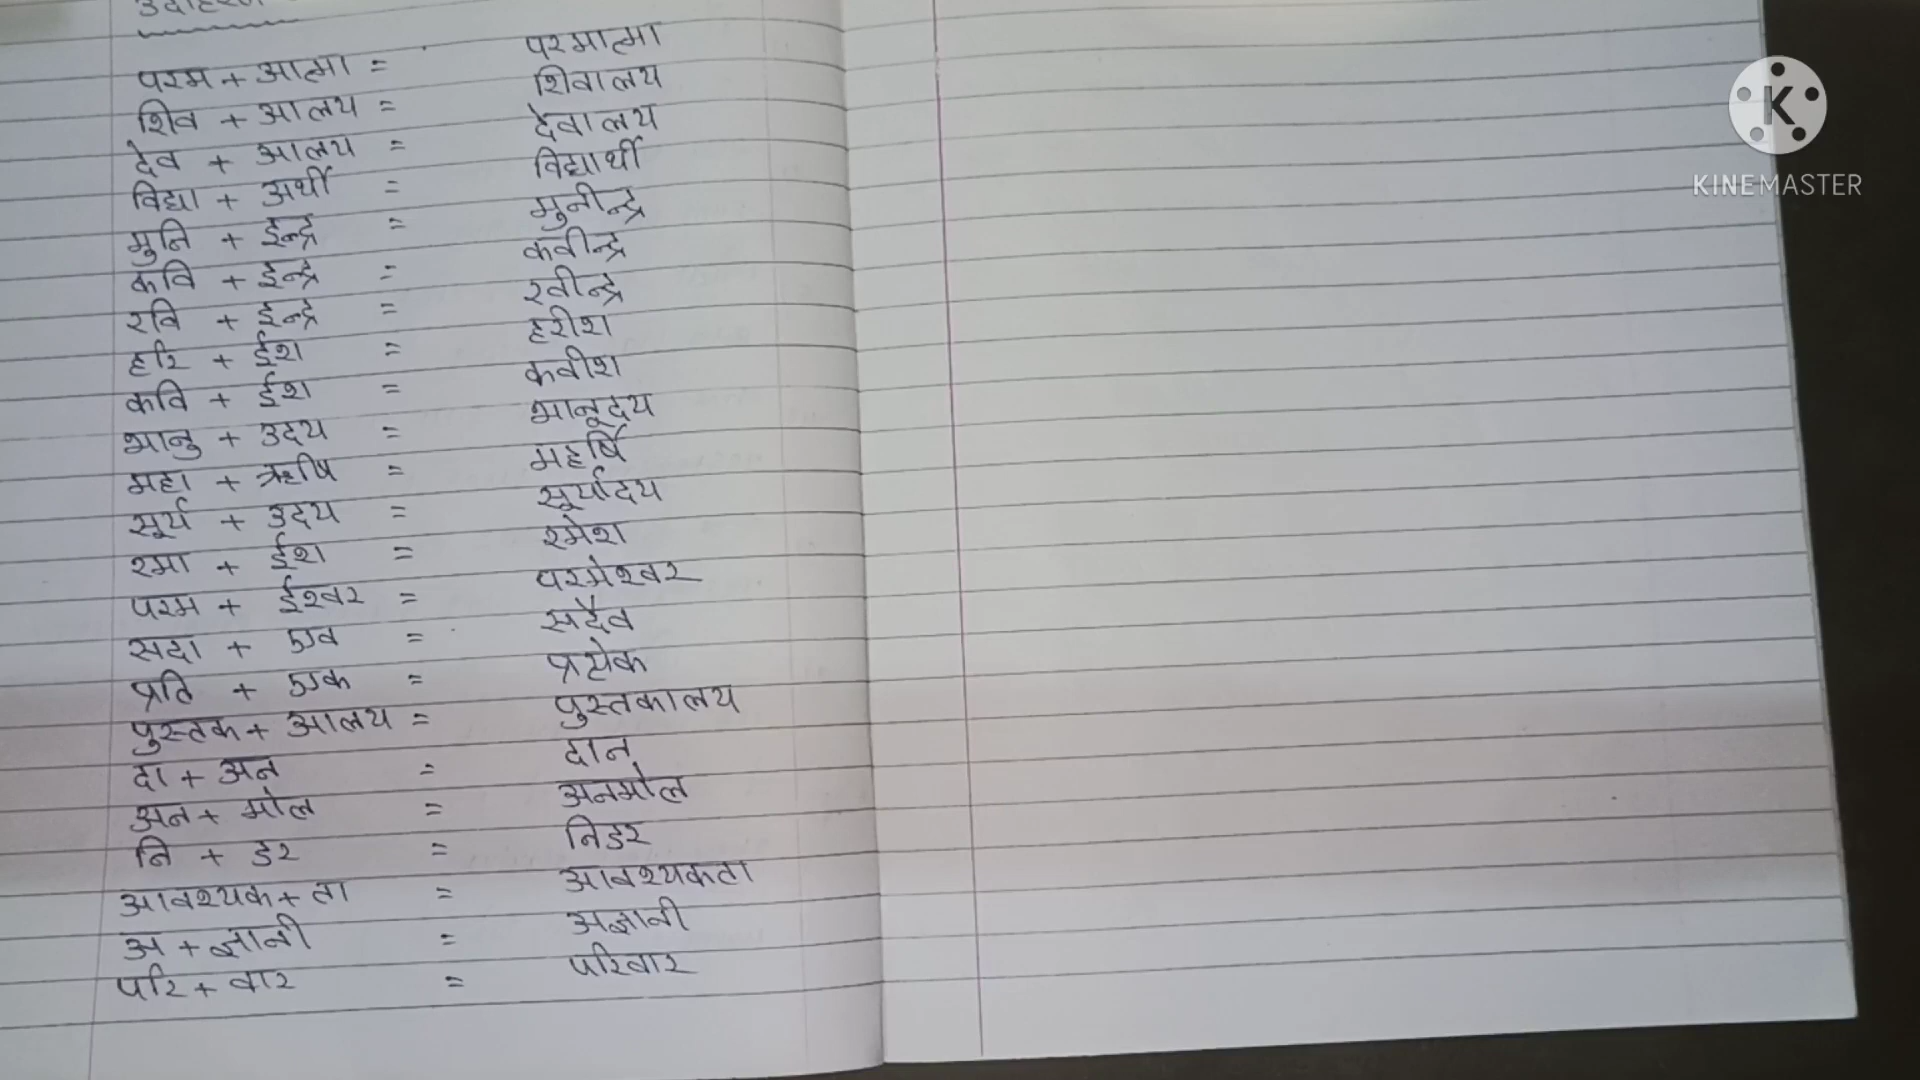 उदाहरण
परम + आत्मा = परमात्मा
शिव + आलय = शिवालय
देव + आलय = देवालय
विद्या + अर्थी = विद्यार्थी
मुनि + ईन्द्र = मुनीन्द्र
कवि + ईन्द्र = कवीन्द्र
रवि + ईन्द्र = रवीन्द्र
हरि + ईश = हरीश
कवि + ईश = कवीश
भानु + उदय = भानूदय
महा + ऋषि = महर्षि
सूर्य + उदय = सूर्योदय
रमा + ईश = रमेश
परम + ईश्वर = परमेश्वर
सदा + एव = सदैव
प्रति + एक = प्रत्येक
पुस्तक + आलय = पुस्तकालय
दा + अन = दान
अन + मोल = अनमोल
नि + डर = निडर
आवश्यक + ता = आवश्यकता
अ + ज्ञानी = अज्ञानी
परि + वार = परिवार
K
KINEMASTER